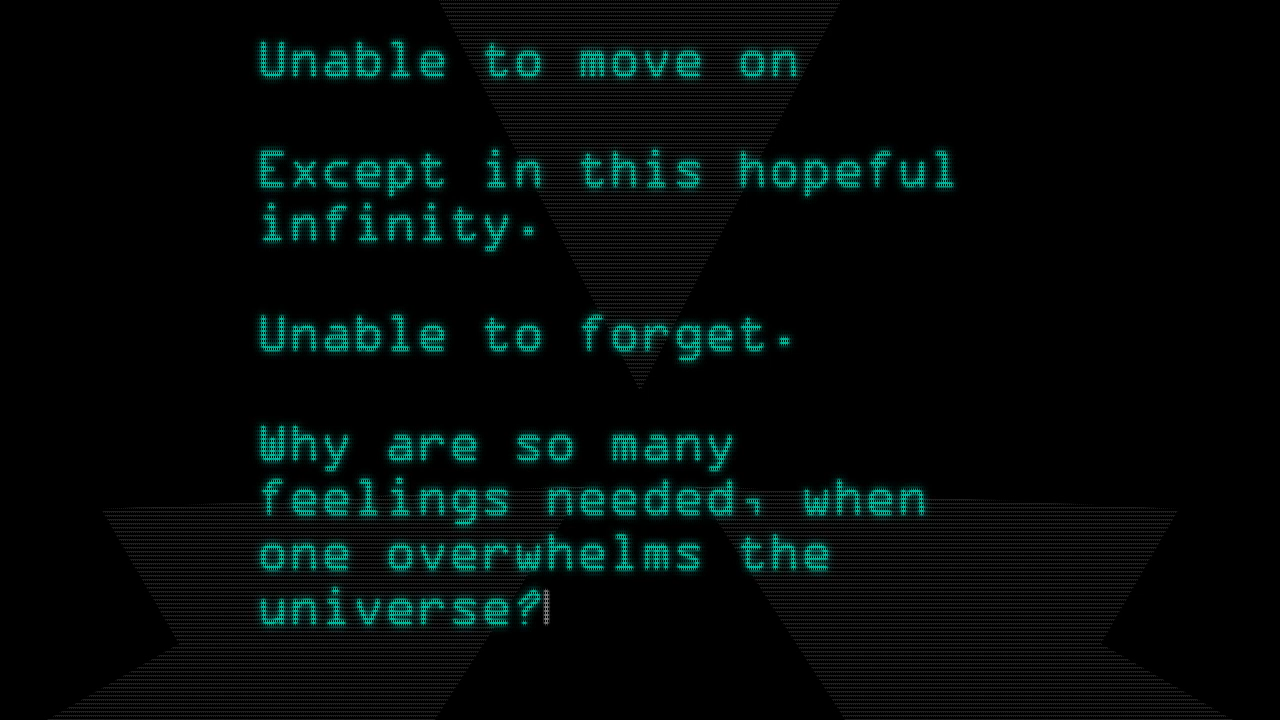 Unable to move on
Except in this hopeful
infinity.
Unable to forget.
Why are so many
feelings needed, when
one overwhelms the
universe?